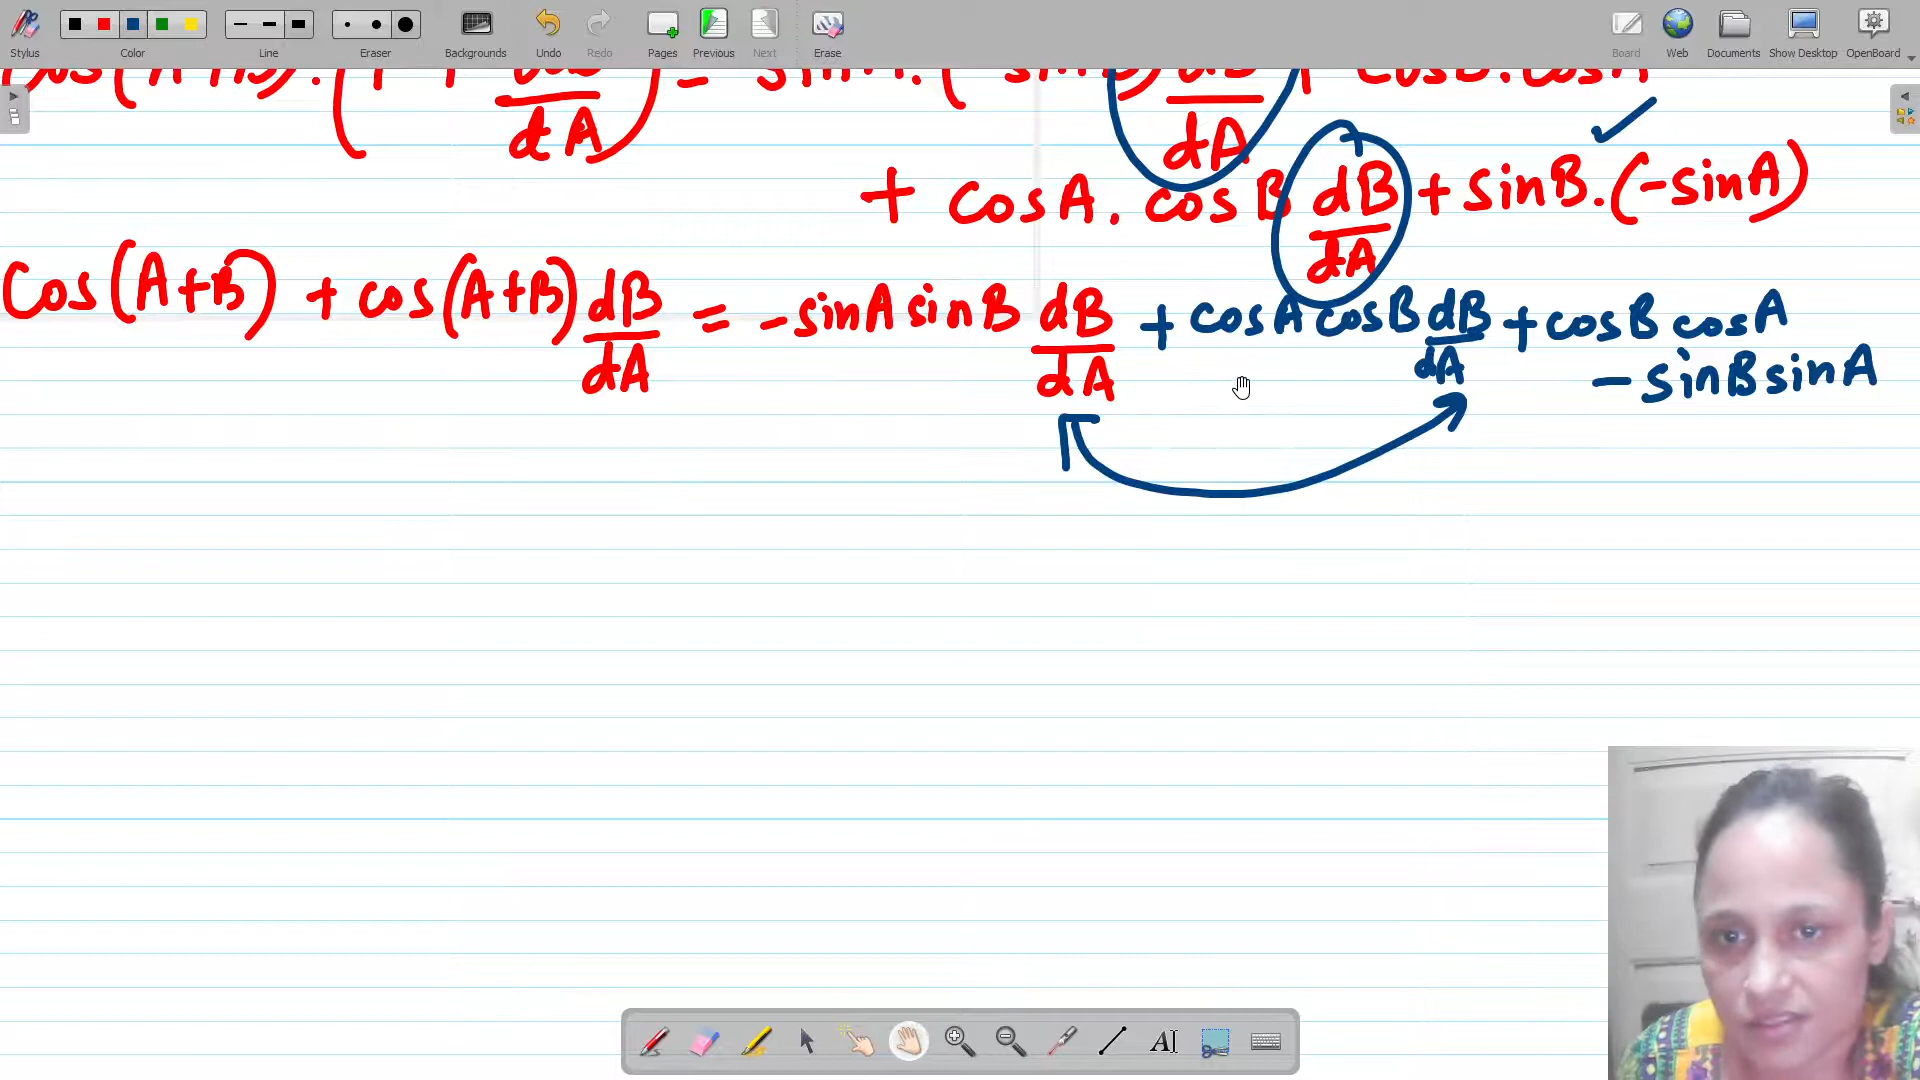 Stylus
Color
Line
Eraser
Backgrounds
Undo
Redo
Pages
Previous
Next
Erase
Board
Web
Documents
Show Desktop
OpenBoard
dA
dA
+ cosA. cosB dB/dA + sinB.(-sinA)
Cos(A+B) + cos(A+B) dB/dA = -sinA sinB dB/dA + cosA cosB dB/dA + cosB cosA
- sinB sinA